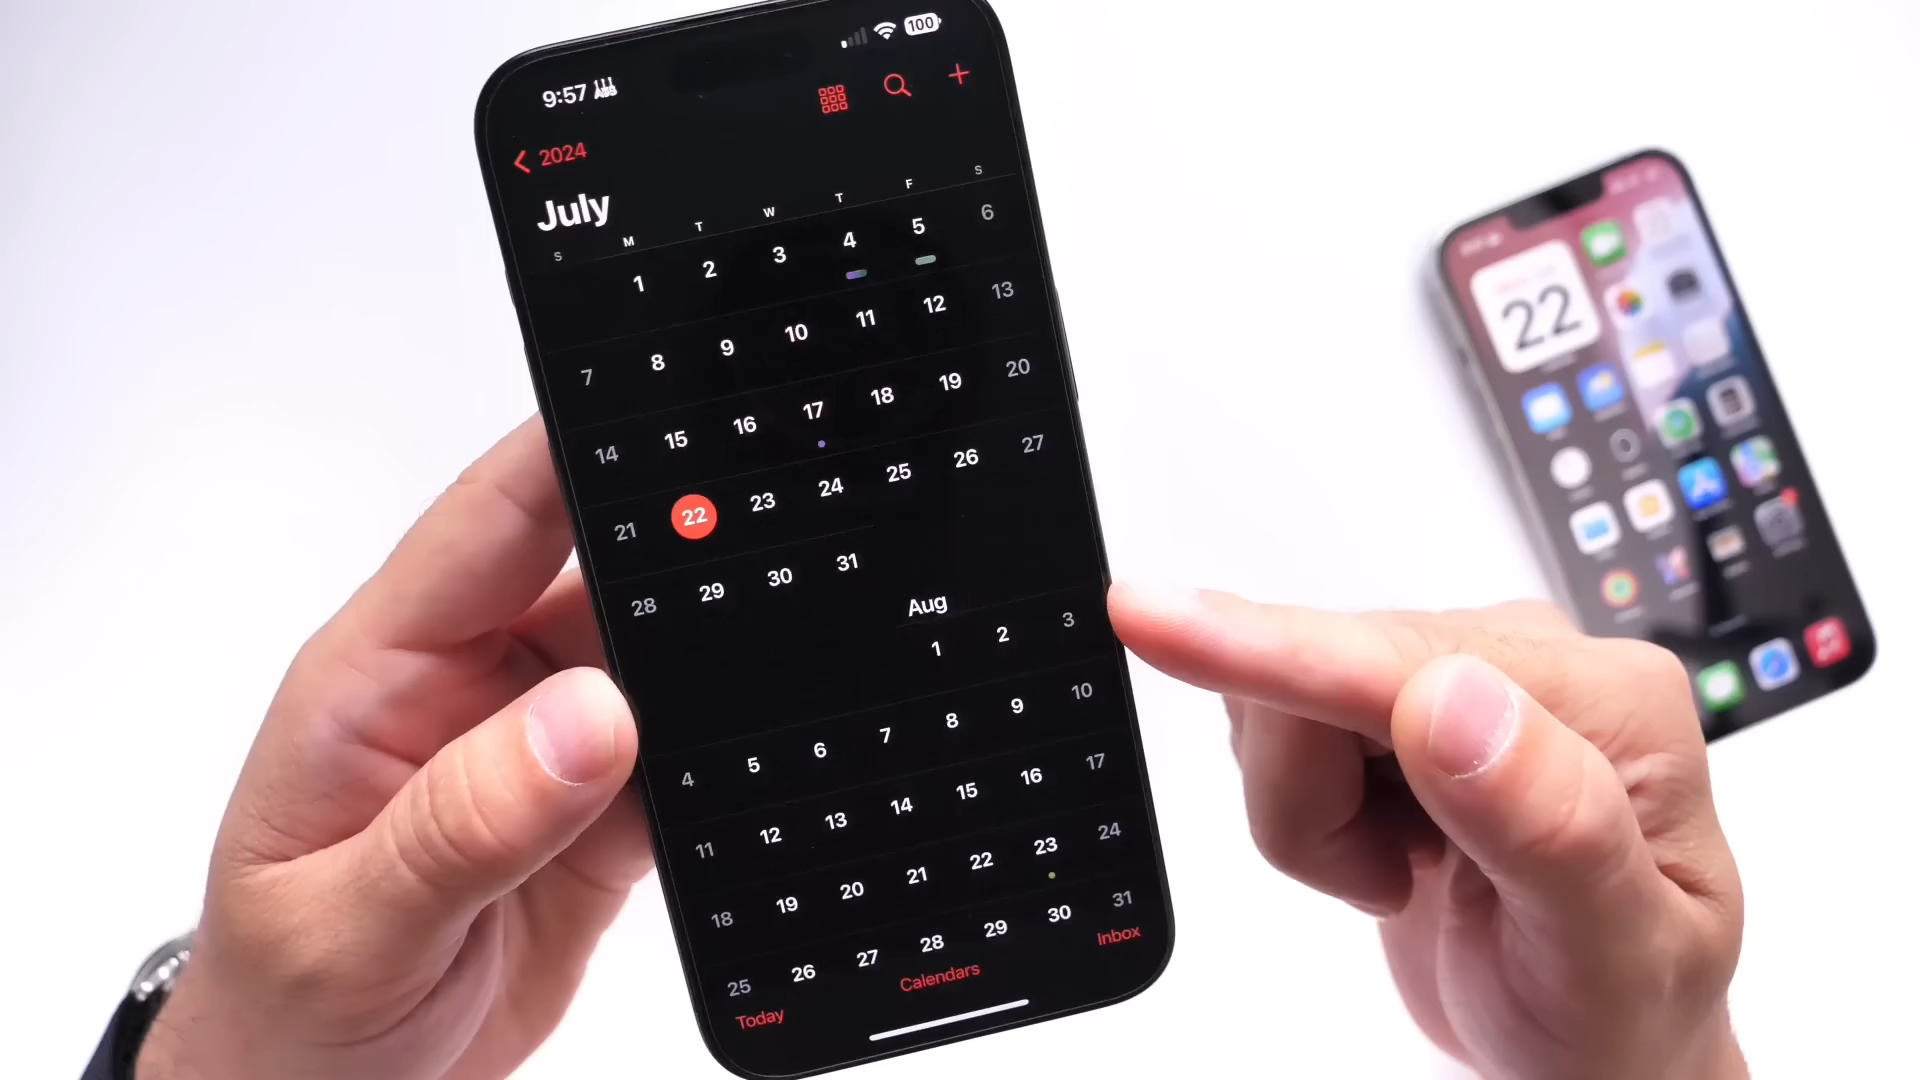 9:57
100
2024
July
S M T W T F S
1 2 3 4 5 6
7 8 9 10 11 12 13
14 15 16 17 18 19 20
21 22 23 24 25 26 27
28 29 30 31
Aug
1 2 3
4 5 6 7 8 9 10
11 12 13 14 15 16 17
18 19 20 21 22 23 24
25 26 27 28 29 30 31
Today Calendars Inbox
22